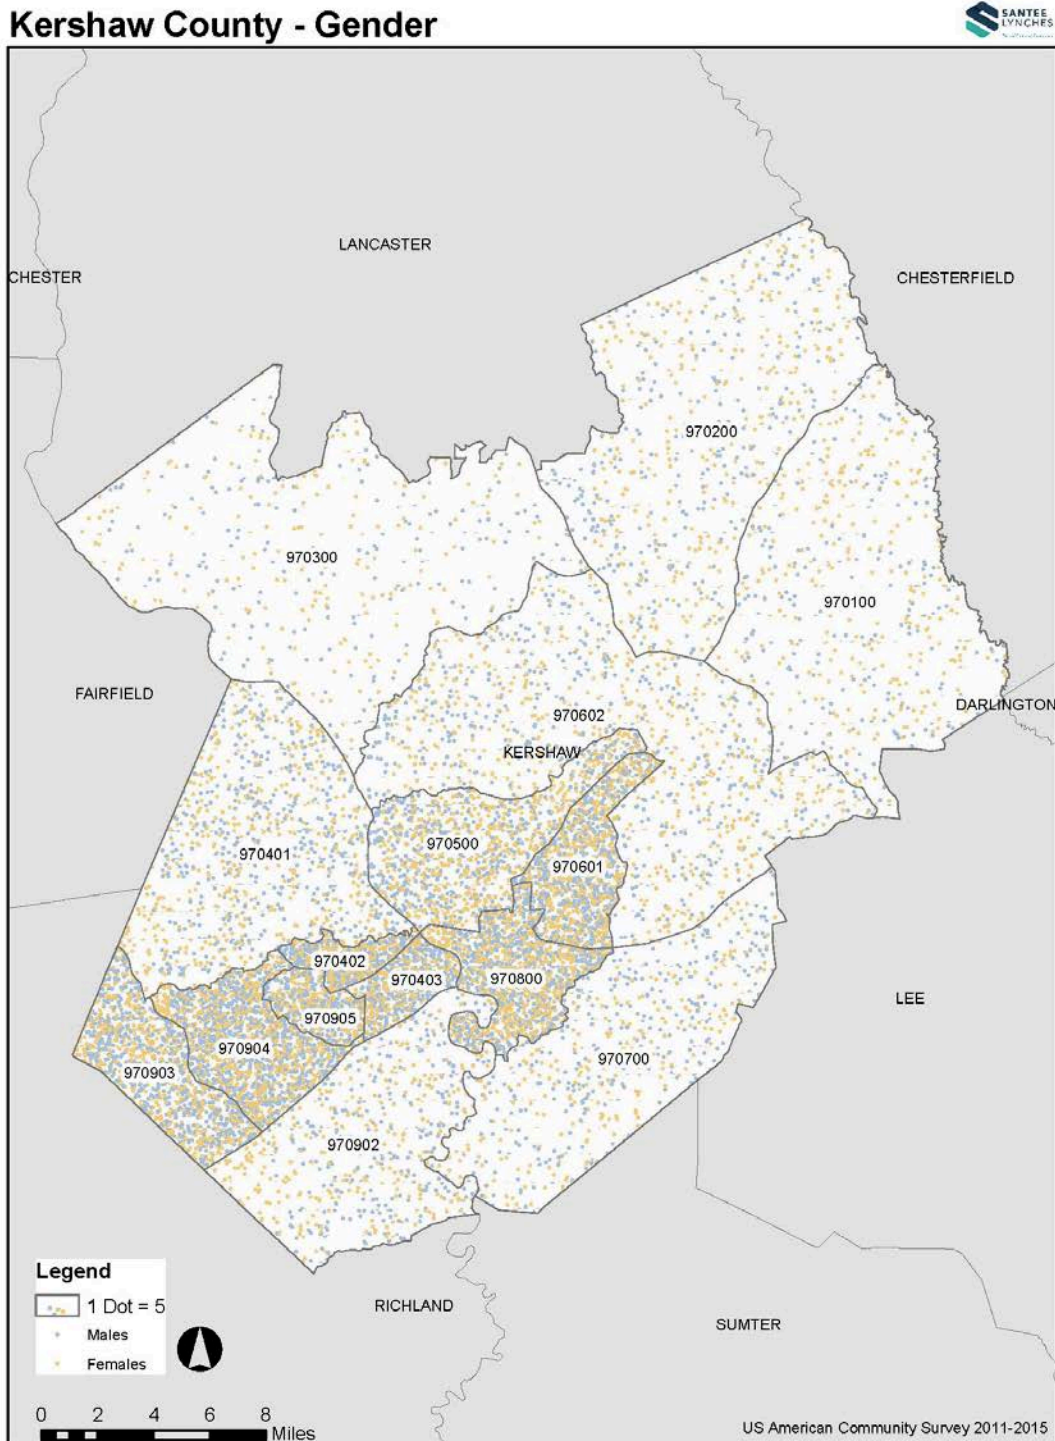 Kershaw County - Gender
SANTEE
LYNCHES
LANCASTER
CHESTER
CHESTERFIELD
970200
970300
970100
FAIRFIELD
DARLINGTON
970602
KERSHAW
970500
970401
970601
970402
970403
970800
LEE
970905
970904
970700
970903
970902
Legend
1 Dot = 5
Males
Females
RICHLAND
SUMTER
0 2 4 6 8
Miles
US American Community Survey 2011-2015